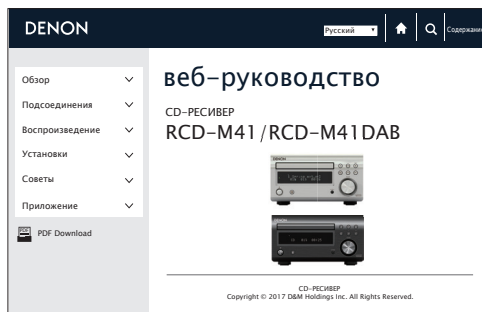 DENON
Русский
Содержание
Обзор
Подсоединения
Воспроизведение
Установки
Советы
Приложение
PDF Download
веб-руководство
CD-РЕСИВЕР
RCD-M41/RCD-M41DAB
CD-РЕСИВЕР
Copyright © 2017 D&M Holdings Inc. All Rights Reserved.